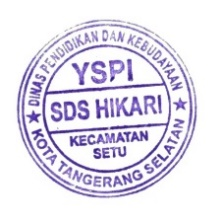 DINAS PENDIDIKAN DAN KEBUDAYAAN
YSPI
SDS HIKARI
KECAMATAN
SETU
KOTA TANGERANG SELATAN